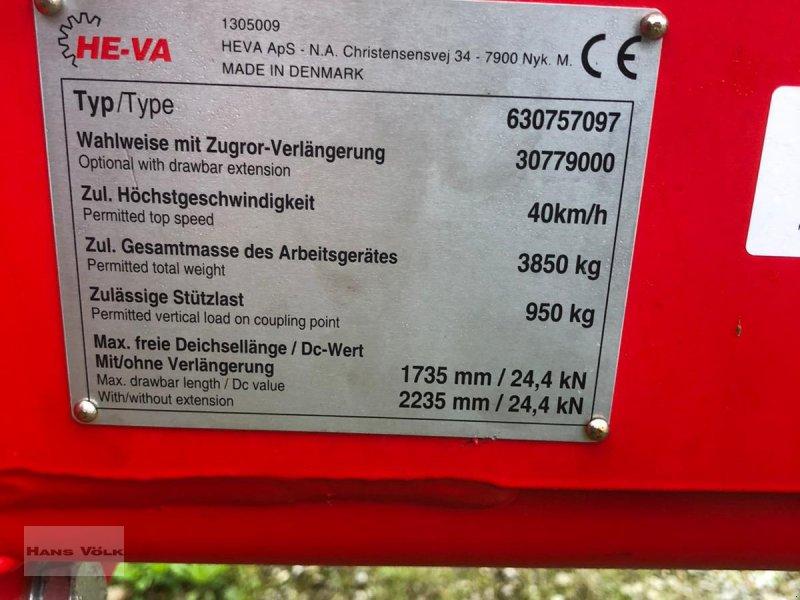 HE-VA
1305009
HEVA ApS - N.A. Christensensvej 34 - 7900 Nyk. M.
MADE IN DENMARK
CE
Typ/Type 630757097
Wahlweise mit Zugror-Verlängerung 30779000
Optional with drawbar extension
Zul. Höchstgeschwindigkeit 40km/h
Permitted top speed
Zul. Gesamtmasse des Arbeitsgerätes 3850 kg
Permitted total weight
Zulässige Stützlast 950 kg
Permitted vertical load on coupling point
Max. freie Deichsellänge / Dc-Wert
Mit/ohne Verlängerung 1735 mm / 24,4 kN
Max. drawbar length / Dc value
With/without extension 2235 mm / 24,4 kN
HANS VÖLK